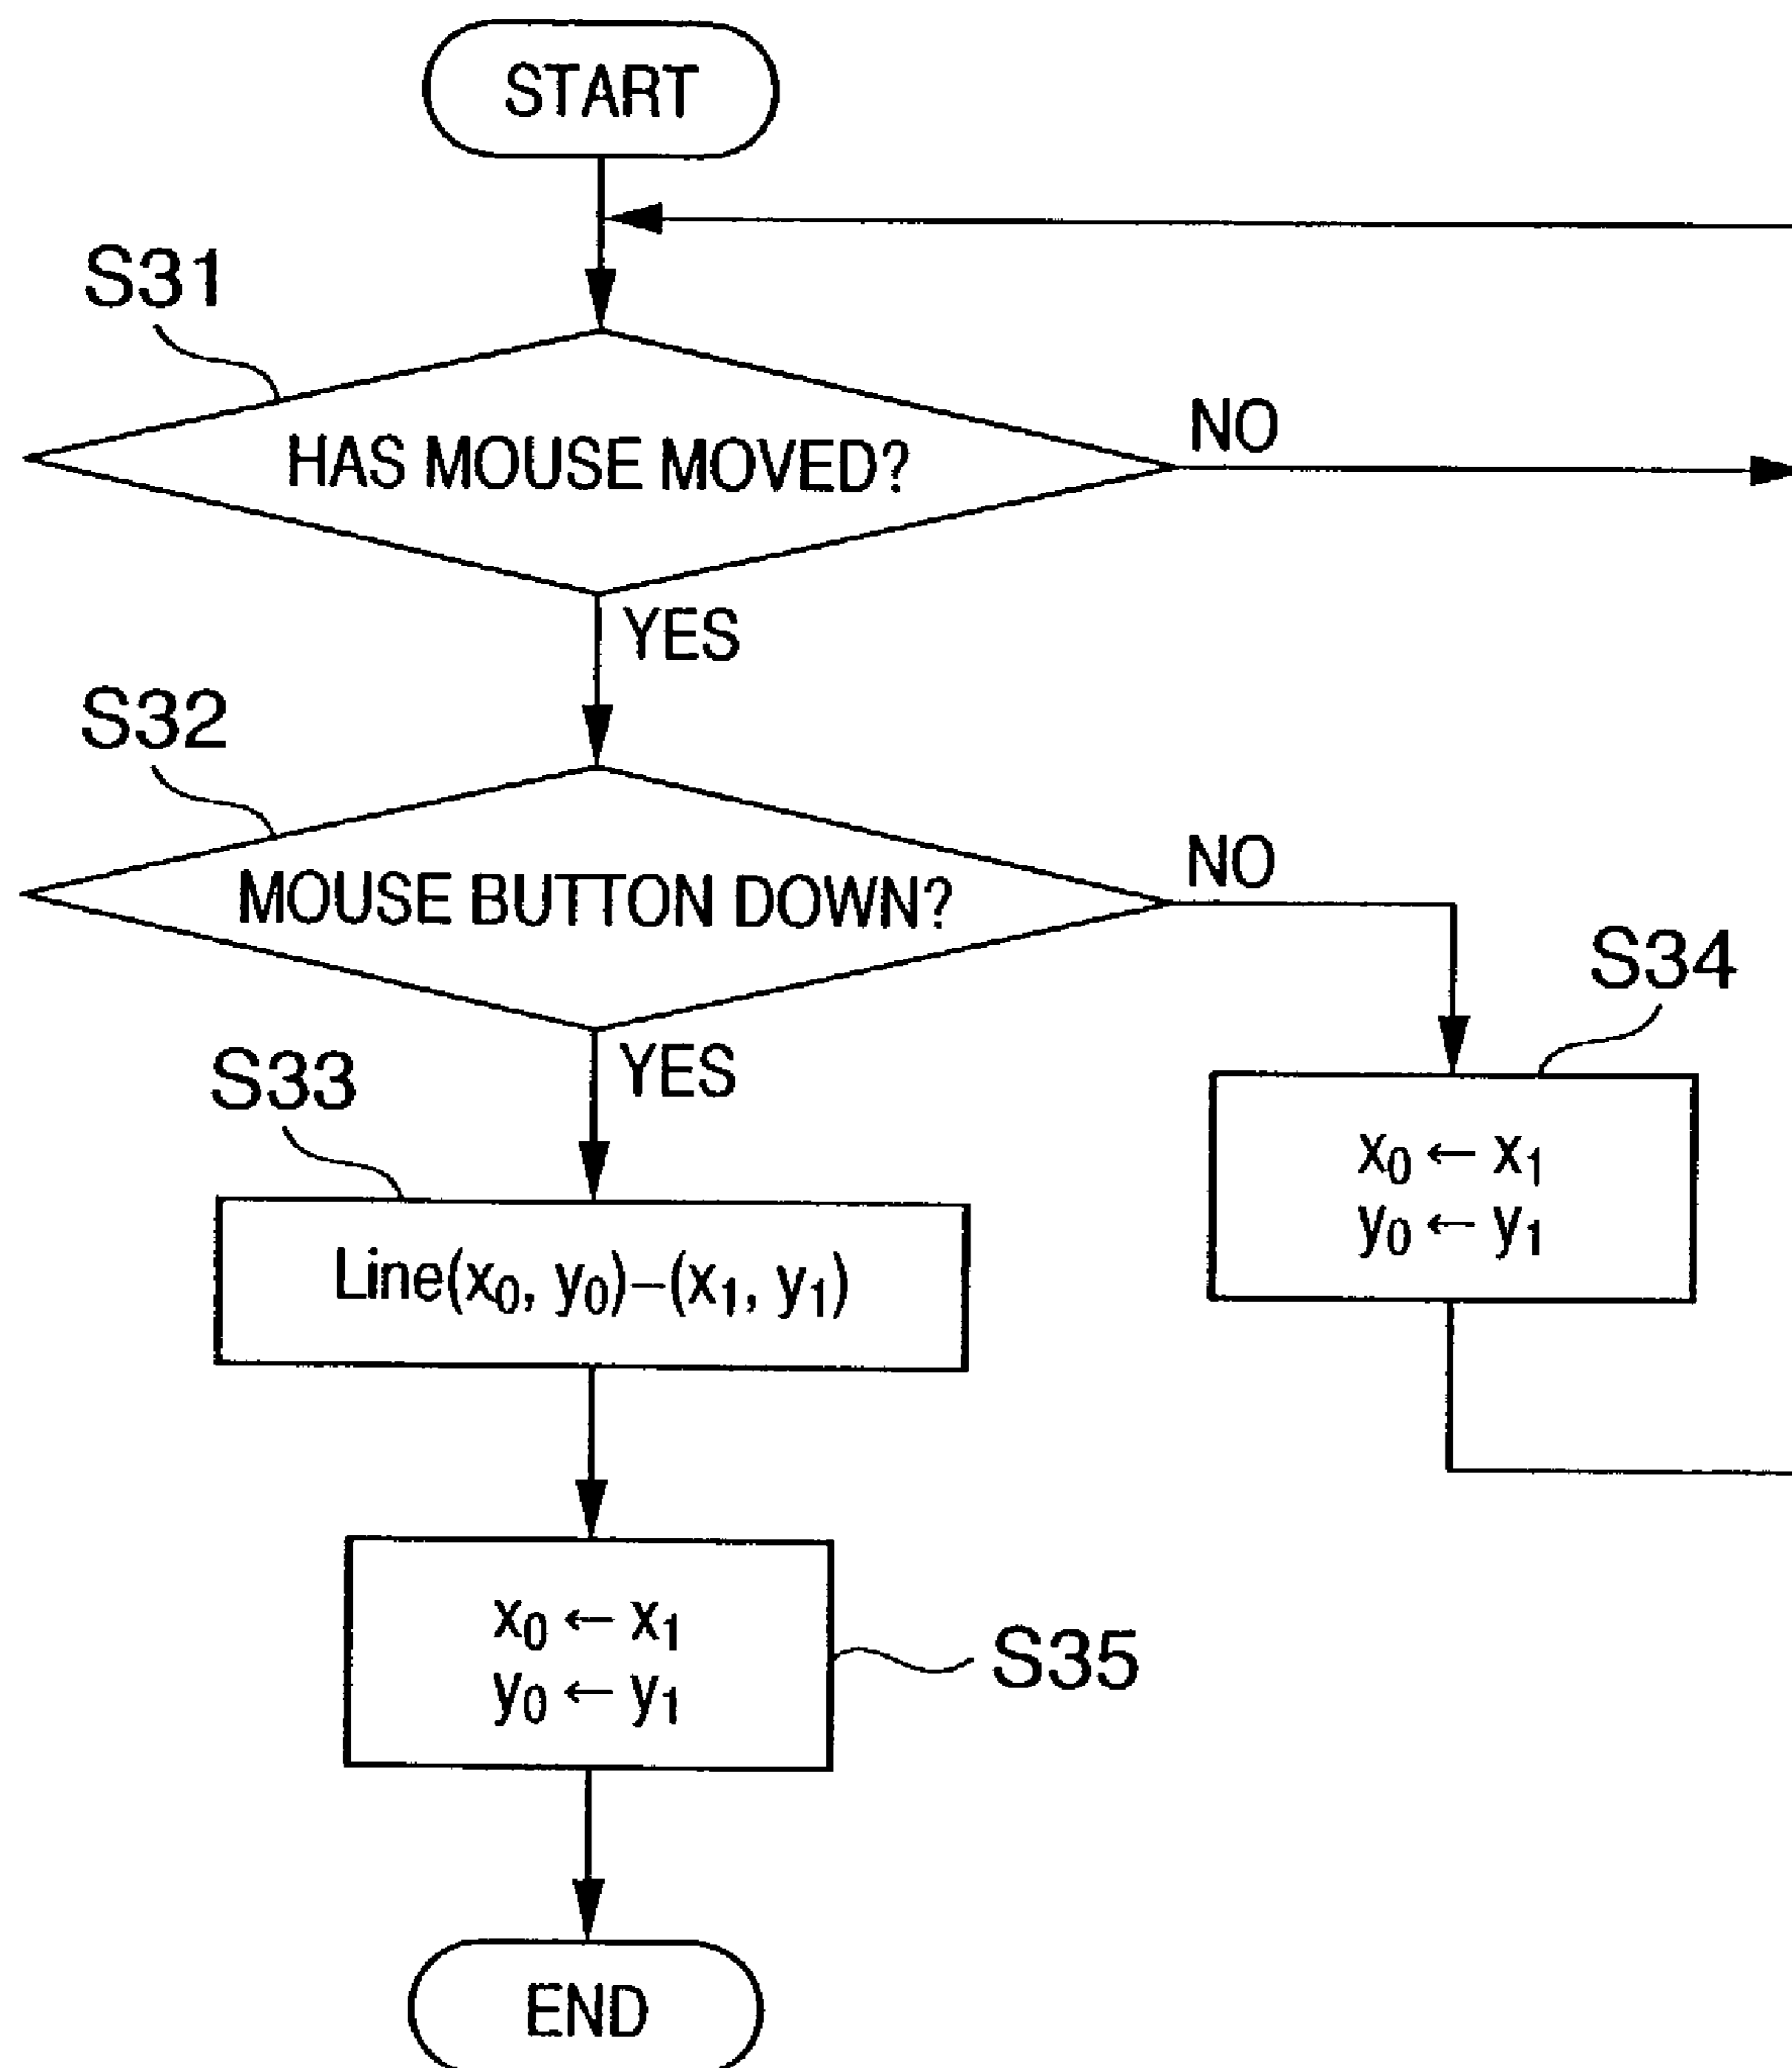 START
S31
HAS MOUSE MOVED?
NO
YES
S32
MOUSE BUTTON DOWN?
NO
S34
YES
S33
x₀ ← x₁
y₀ ← y₁
Line(x₀, y₀)–(x₁, y₁)
x₀ ← x₁
y₀ ← y₁
S35
END